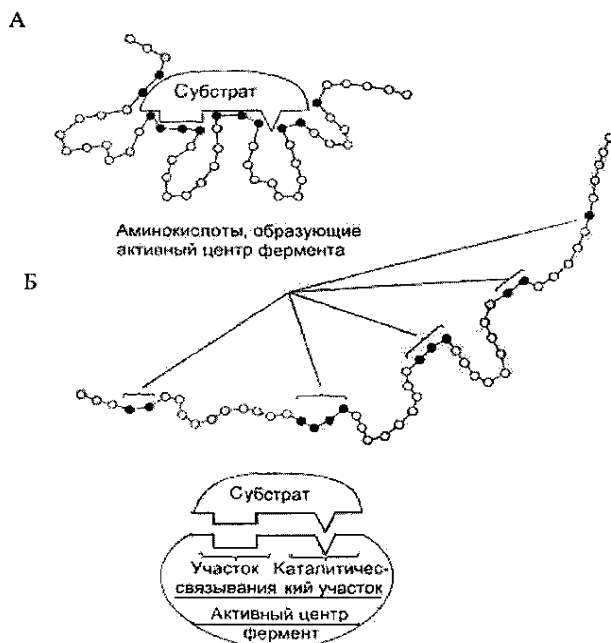 А
Субстрат
Аминокислоты, образующие
активный центр фермента
Б
Субстрат
Участок Каталитичес-
связывания кий участок
Активный центр
фермент